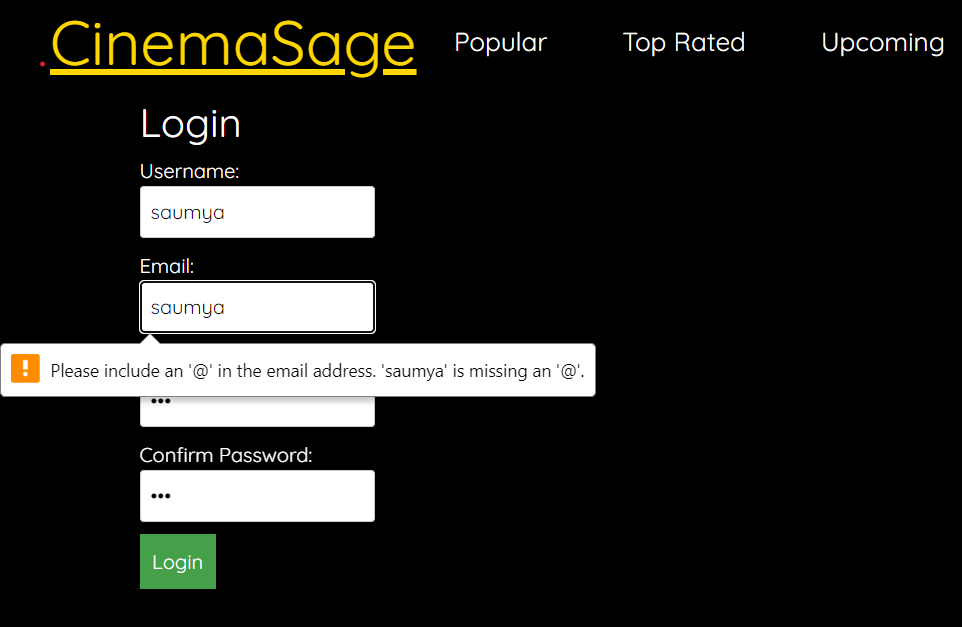 .CinemaSage Popular Top Rated Upcoming
Login
Username:
saumya
Email:
saumya
Please include an '@' in the email address. 'saumya' is missing an '@'.
•••
Confirm Password:
•••
Login